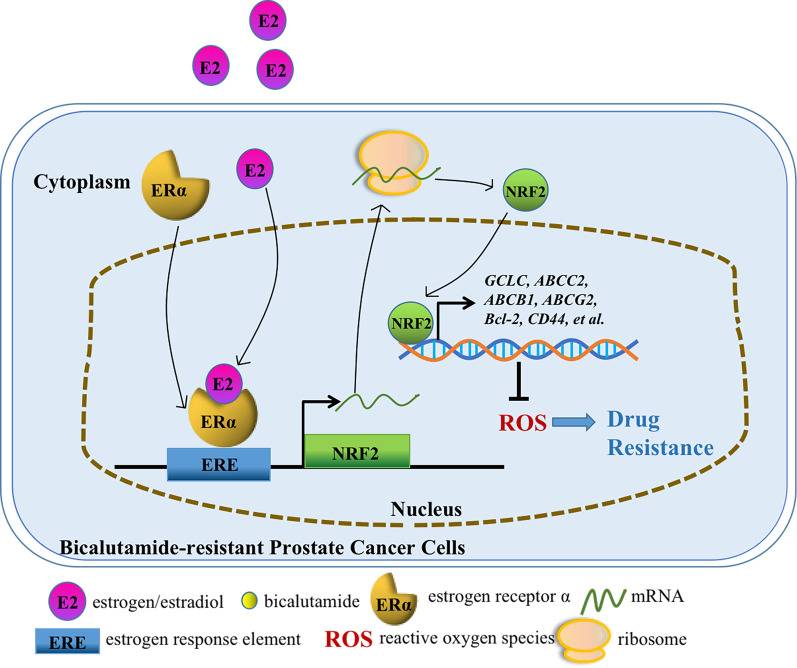 E2
E2
E2
Cytoplasm
ERα
E2
NRF2
GCLC, ABCC2,
ABCB1, ABCG2,
Bcl-2, CD44, et al.
NRF2
E2
ERα
ROS
Drug
Resistance
ERE
NRF2
Nucleus
Bicalutamide-resistant Prostate Cancer Cells
E2 estrogen/estradiol bicalutamide ERα estrogen receptor α mRNA
ERE estrogen response element ROS reactive oxygen species ribosome